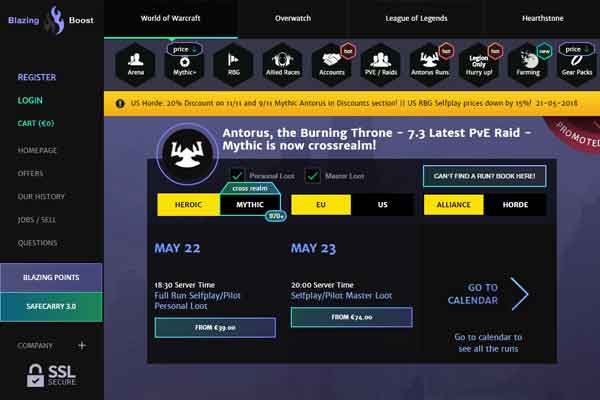 Blazing Boost
REGISTER
LOGIN
CART (€0)
HOMEPAGE
OFFERS
OUR HISTORY
JOBS / SELL
QUESTIONS
BLAZING POINTS
SAFECARRY 3.0
COMPANY +
SSL
SECURE
World of Warcraft
Overwatch
League of Legends
Hearthstone
Arena
price ↓
Mythic+
RBG
Allied Races
hot
Accounts
PVE / Raids
hot
Antorus Runs
Legion
Only
hot
Hurry up!
new
Farming
price ↓
Gear Packs
US Horde: 20% Discount on 11/11 and 9/11 Mythic Antorus in Discounts section! || US RBG Selfplay prices down by 15%! 21-05-2018
PROMOTED
Antorus, the Burning Throne - 7.3 Latest PvE Raid -
Mythic is now crossrealm!
Personal Loot
Master Loot
CAN'T FIND A RUN? BOOK HERE!
cross realm
HEROIC
MYTHIC
970+
EU
US
ALLIANCE
HORDE
MAY 22
18:30 Server Time
Full Run Selfplay/Pilot
Personal Loot
FROM €39.00
MAY 23
20:00 Server Time
Selfplay/Pilot Master Loot
FROM €74.00
GO TO
CALENDAR
Go to calendar to
see all the runs